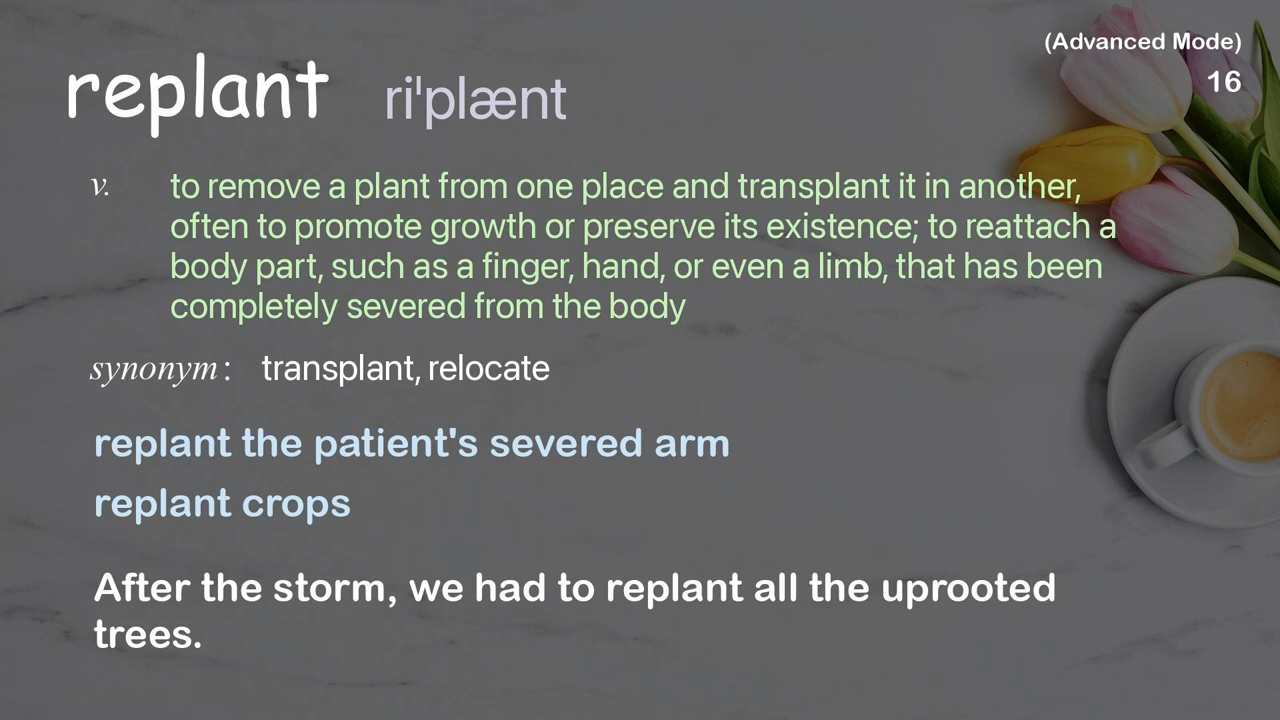 (Advanced Mode)
16
replant ri'plænt
v. to remove a plant from one place and transplant it in another,
often to promote growth or preserve its existence; to reattach a
body part, such as a finger, hand, or even a limb, that has been
completely severed from the body
synonym: transplant, relocate
replant the patient's severed arm
replant crops
After the storm, we had to replant all the uprooted
trees.